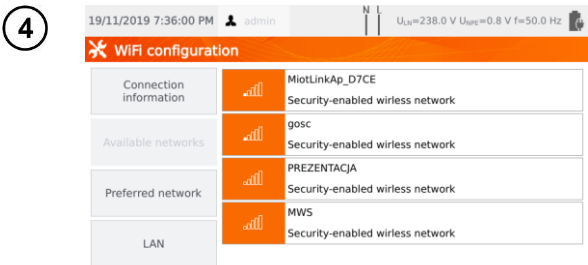 4
19/11/2019 7:36:00 PM admin N L U_LN=238.0 V U_NPE=0.8 V f=50.0 Hz
WiFi configuration
Connection
information
Available networks
Preferred network
LAN
MiotLinkAp_D7CE
Security-enabled wirless network
gosc
Security-enabled wirless network
PREZENTACJA
Security-enabled wirless network
MWS
Security-enabled wirless network